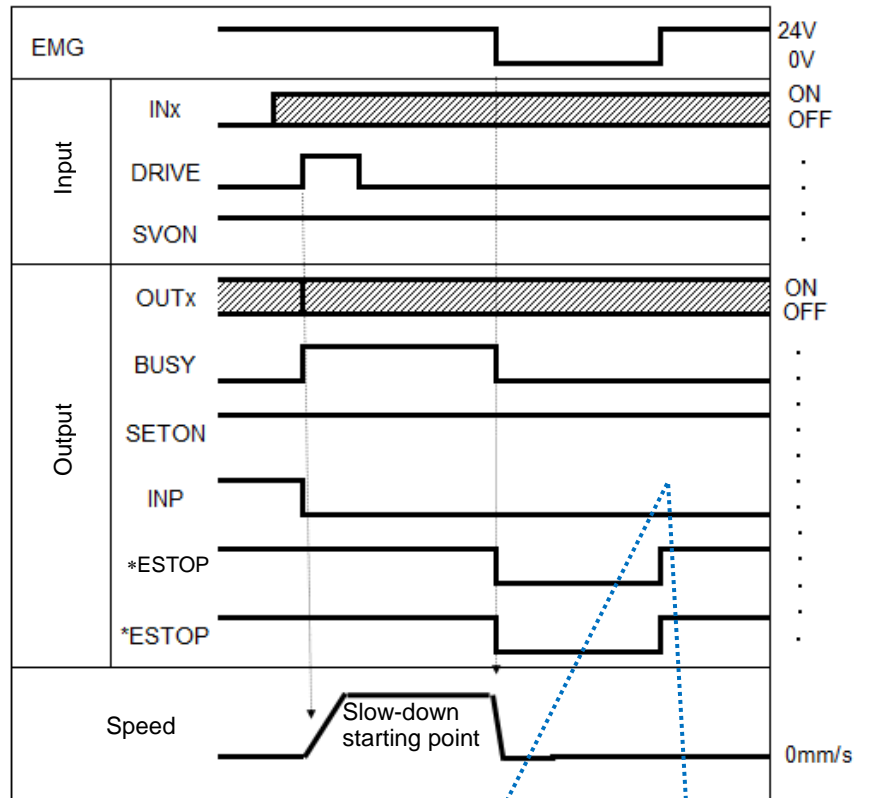 EMG
24V
0V
Input
INx
ON
OFF
DRIVE
SVON
Output
OUTx
ON
OFF
BUSY
SETON
INP
*ESTOP
*ESTOP
Speed
Slow-down
starting point
0mm/s